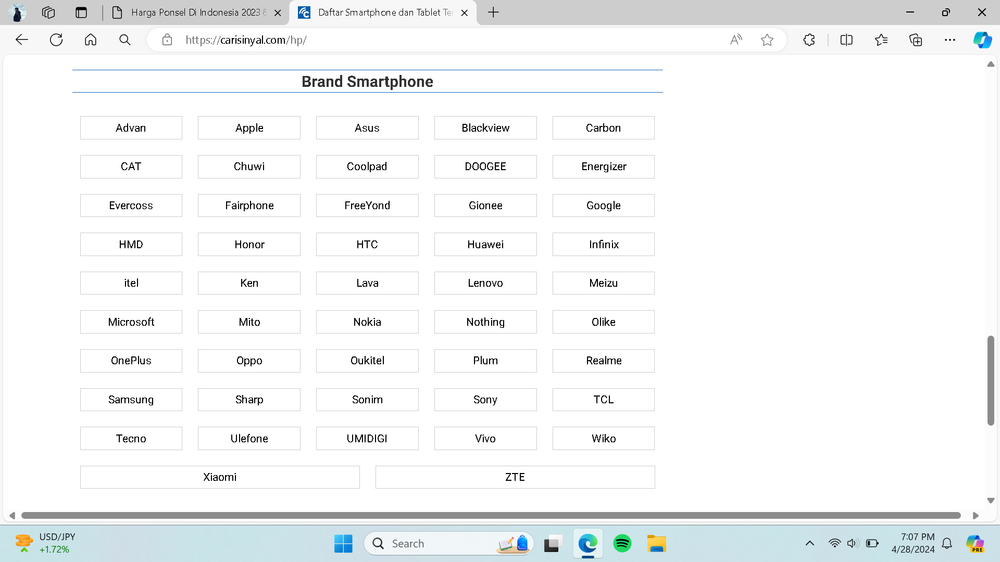 Harga Ponsel Di Indonesia 2023 &
Daftar Smartphone dan Tablet Ter
https://carisinyal.com/hp/
Brand Smartphone
Advan Apple Asus Blackview Carbon
CAT Chuwi Coolpad DOOGEE Energizer
Evercoss Fairphone FreeYond Gionee Google
HMD Honor HTC Huawei Infinix
itel Ken Lava Lenovo Meizu
Microsoft Mito Nokia Nothing Olike
OnePlus Oppo Oukitel Plum Realme
Samsung Sharp Sonim Sony TCL
Tecno Ulefone UMIDIGI Vivo Wiko
Xiaomi ZTE
USD/JPY
+1.72%
Search
7:07 PM
4/28/2024
PRE